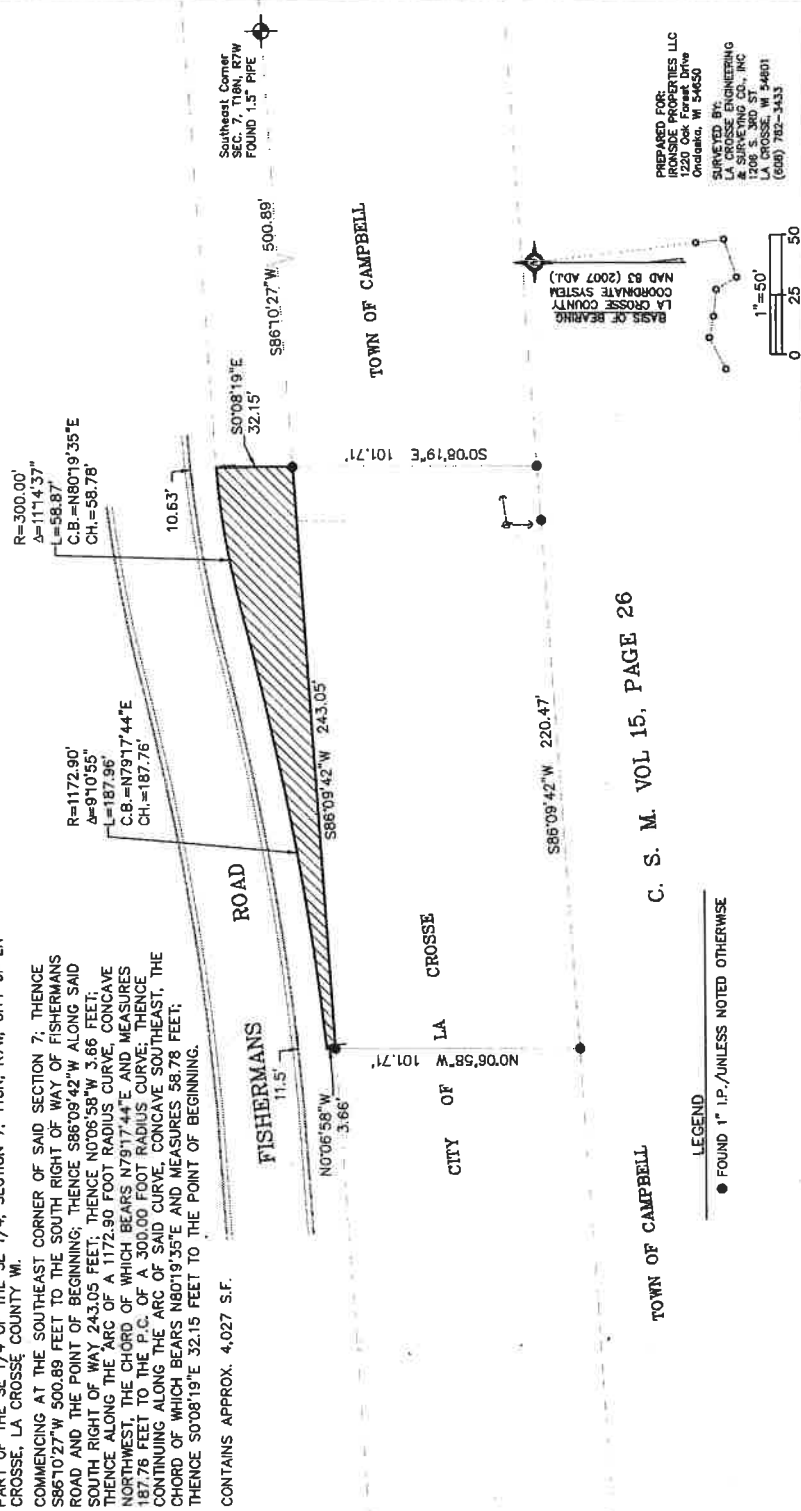 PART OF THE SE 1/4 OF THE SE 1/4, SECTION 7, T16N, R7W, CITY OF LA
CROSSE, LA CROSSE COUNTY WI.
COMMENCING AT THE SOUTHEAST CORNER OF SAID SECTION 7; THENCE
S86°10'27"W 500.89 FEET TO THE SOUTH RIGHT OF WAY OF FISHERMANS
ROAD AND THE POINT OF BEGINNING; THENCE S86°09'42"W ALONG SAID
SOUTH RIGHT OF WAY 243.05 FEET; THENCE N0°06'58"W 3.66 FEET;
THENCE ALONG THE ARC OF A 1172.90 FOOT RADIUS CURVE, CONCAVE
NORTHWEST, THE CHORD OF WHICH BEARS N79°17'44"E AND MEASURES
187.76 FEET TO THE P.C. OF A 300.00 FOOT RADIUS CURVE; THENCE
CONTINUING ALONG THE ARC OF SAID CURVE, CONCAVE SOUTHEAST, THE
CHORD OF WHICH BEARS N80°19'35"E AND MEASURES 58.78 FEET;
THENCE S0°08'19"E 32.15 FEET TO THE POINT OF BEGINNING.
CONTAINS APPROX. 4,027 S.F.
R=1172.90'
Δ=9°10'55"
L=187.96'
C.B.=N79°17'44"E
CH.=187.76'
R=300.00'
Δ=11°14'37"
L=58.87'
C.B.=N80°19'35"E
CH.=58.78'
10.63'
S0°08'19"E
32.15'
Southeast Corner
SEC. 7, T16N, R7W
FOUND 1.5" PIPE
S86°10'27"W 500.89'
FISHERMANS ROAD
11.5'
N0°06'58"W
3.66'
S86°09'42"W 243.05'
N0°06'58"W 101.71'
S0°08'19"E 101.71'
CITY OF LA CROSSE
TOWN OF CAMPBELL
S86°09'42"W 220.47'
TOWN OF CAMPBELL
C. S. M. VOL 15, PAGE 26
LEGEND
● FOUND 1" I.P./UNLESS NOTED OTHERWISE
BASIS OF BEARING
LA CROSSE COUNTY
COORDINATE SYSTEM
NAD 83 (2007 ADJ.)
1"=50'
0 25 50
PREPARED FOR:
IRONSIDE PROPERTIES LLC
1220 Oak Forest Drive
Onalaska, WI 54650
SURVEYED BY:
LA CROSSE ENGINEERING
& SURVEYING CO., INC
1206 S. 3RD ST
LA CROSSE, WI 54601
(608) 782-3433